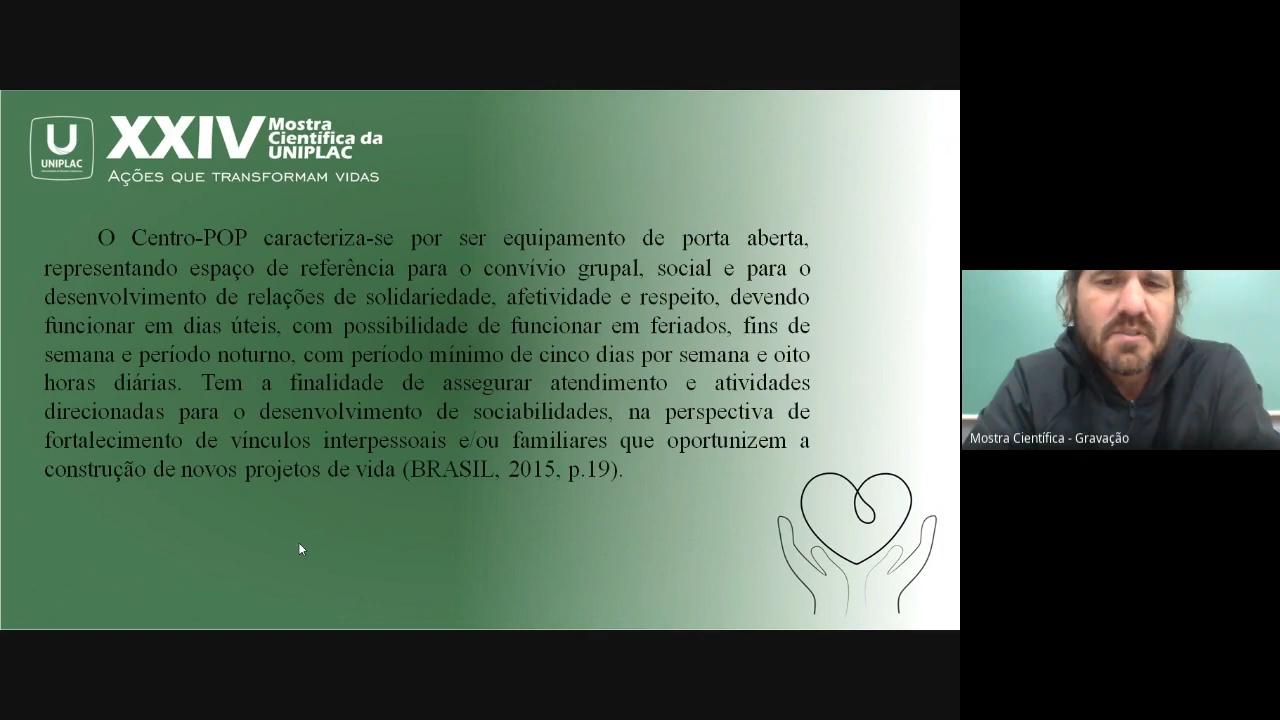 U
UNIPLAC
XXIV Mostra
Científica da
UNIPLAC
AÇÕES QUE TRANSFORMAM VIDAS
O Centro-POP caracteriza-se por ser equipamento de porta aberta,
representando espaço de referência para o convívio grupal, social e para o
desenvolvimento de relações de solidariedade, afetividade e respeito, devendo
funcionar em dias úteis, com possibilidade de funcionar em feriados, fins de
semana e período noturno, com período mínimo de cinco dias por semana e oito
horas diárias. Tem a finalidade de assegurar atendimento e atividades
direcionadas para o desenvolvimento de sociabilidades, na perspectiva de
fortalecimento de vínculos interpessoais e/ou familiares que oportunizem a
construção de novos projetos de vida (BRASIL, 2015, p.19).
Mostra Científica - Gravação